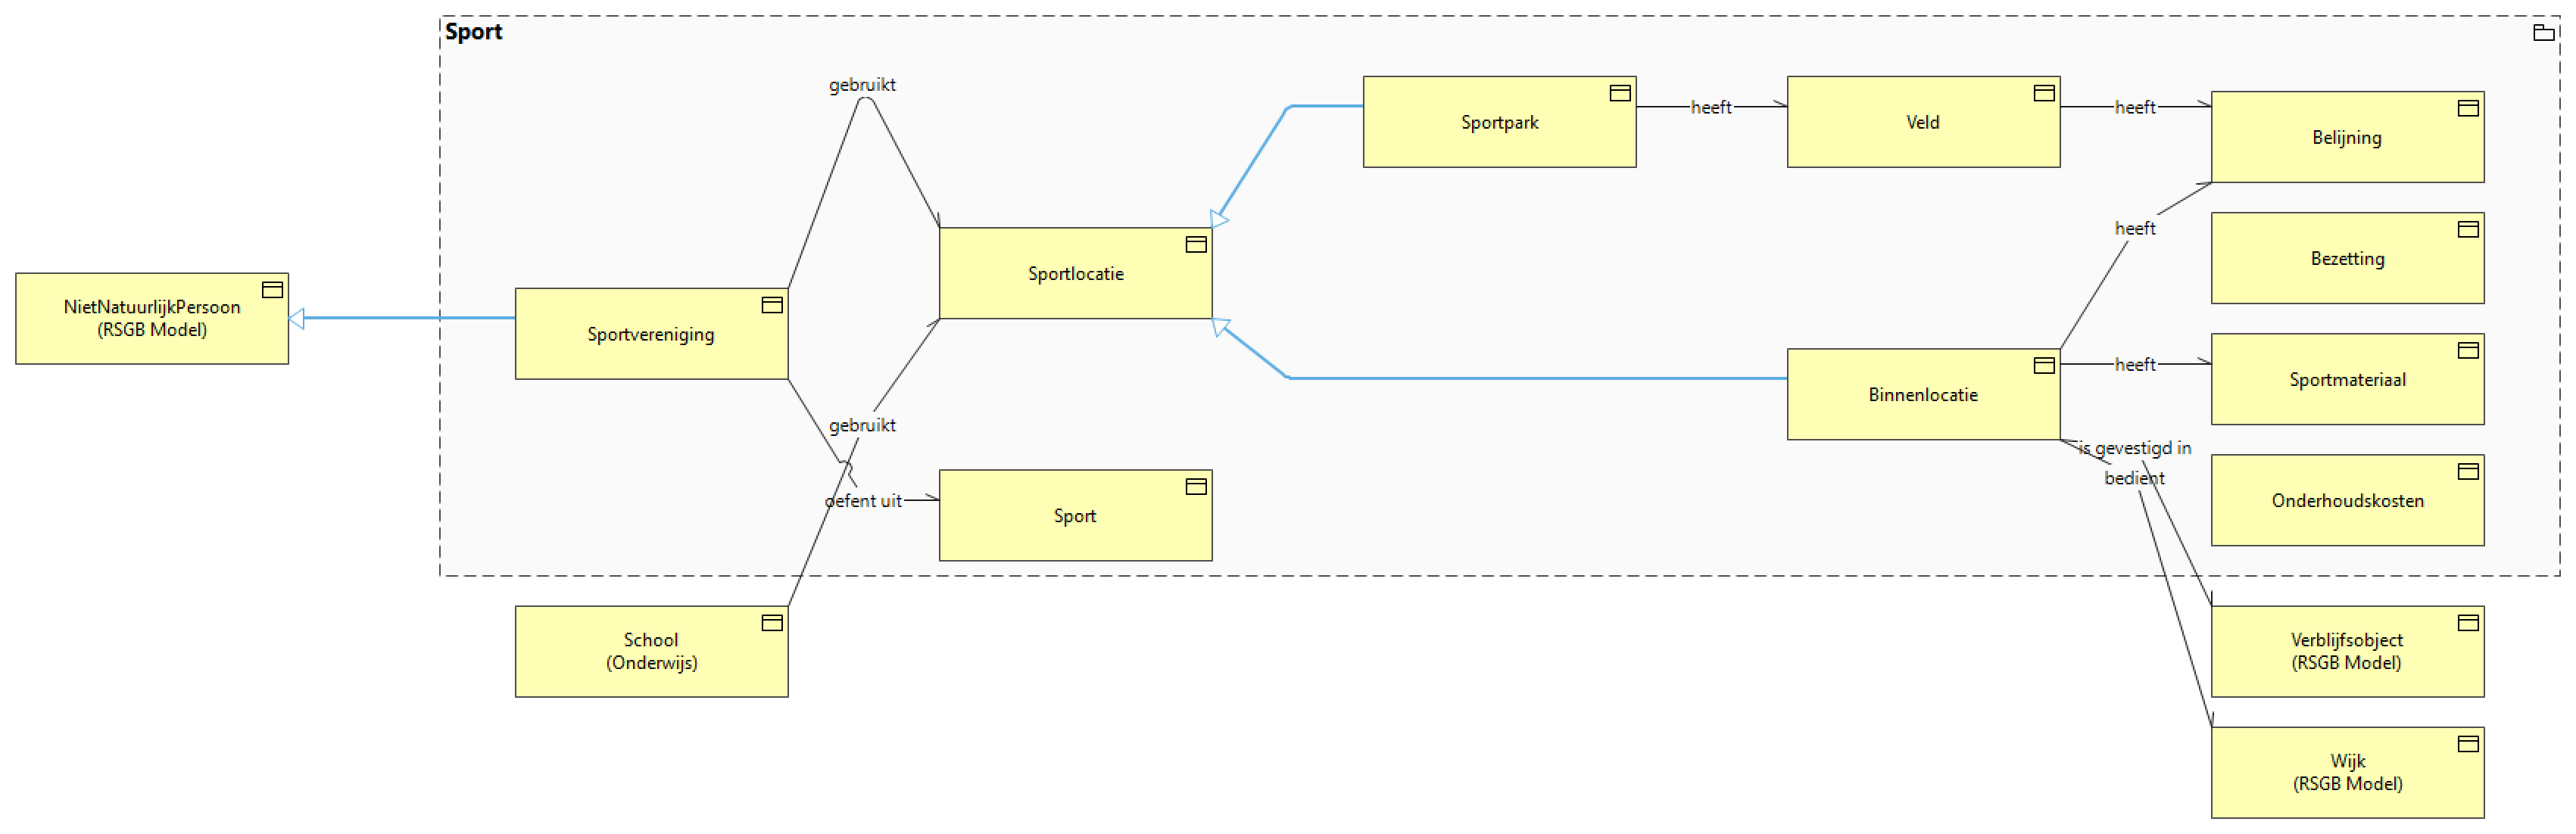 Sport
gebruikt
Sportpark
heeft
Veld
heeft
Belijning
heeft
Bezetting
Sportlocatie
NietNatuurlijkPersoon
(RSGB Model)
Sportvereniging
heeft
Sportmateriaal
Binnenlocatie
gebruikt
is gevestigd in
bedient
oefent uit
Sport
Onderhoudskosten
School
(Onderwijs)
Verblijfsobject
(RSGB Model)
Wijk
(RSGB Model)